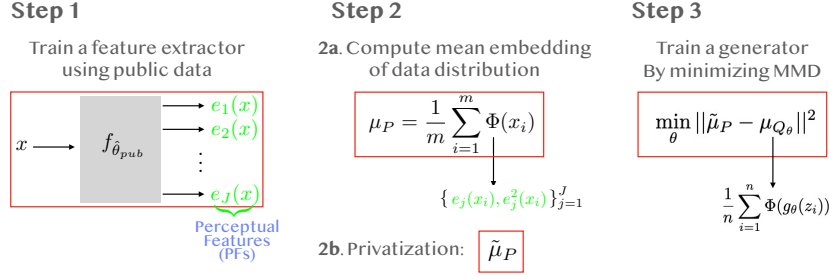 Step 1
Train a feature extractor
using public data
x
f_{\hat{\theta}_{pub}}
e_1(x)
e_2(x)
⋮
e_J(x)
Perceptual
Features
(PFs)
Step 2
2a. Compute mean embedding
of data distribution
\mu_P = \frac{1}{m} \sum_{i=1}^{m} \Phi(x_i)
\{ e_j(x_i), e_j^2(x_i) \}_{j=1}^{J}
2b. Privatization: \tilde{\mu}_P
Step 3
Train a generator
By minimizing MMD
\min_{\theta} ||\tilde{\mu}_P - \mu_{Q_\theta}||^2
\frac{1}{n} \sum_{i=1}^{n} \Phi(g_\theta(z_i))